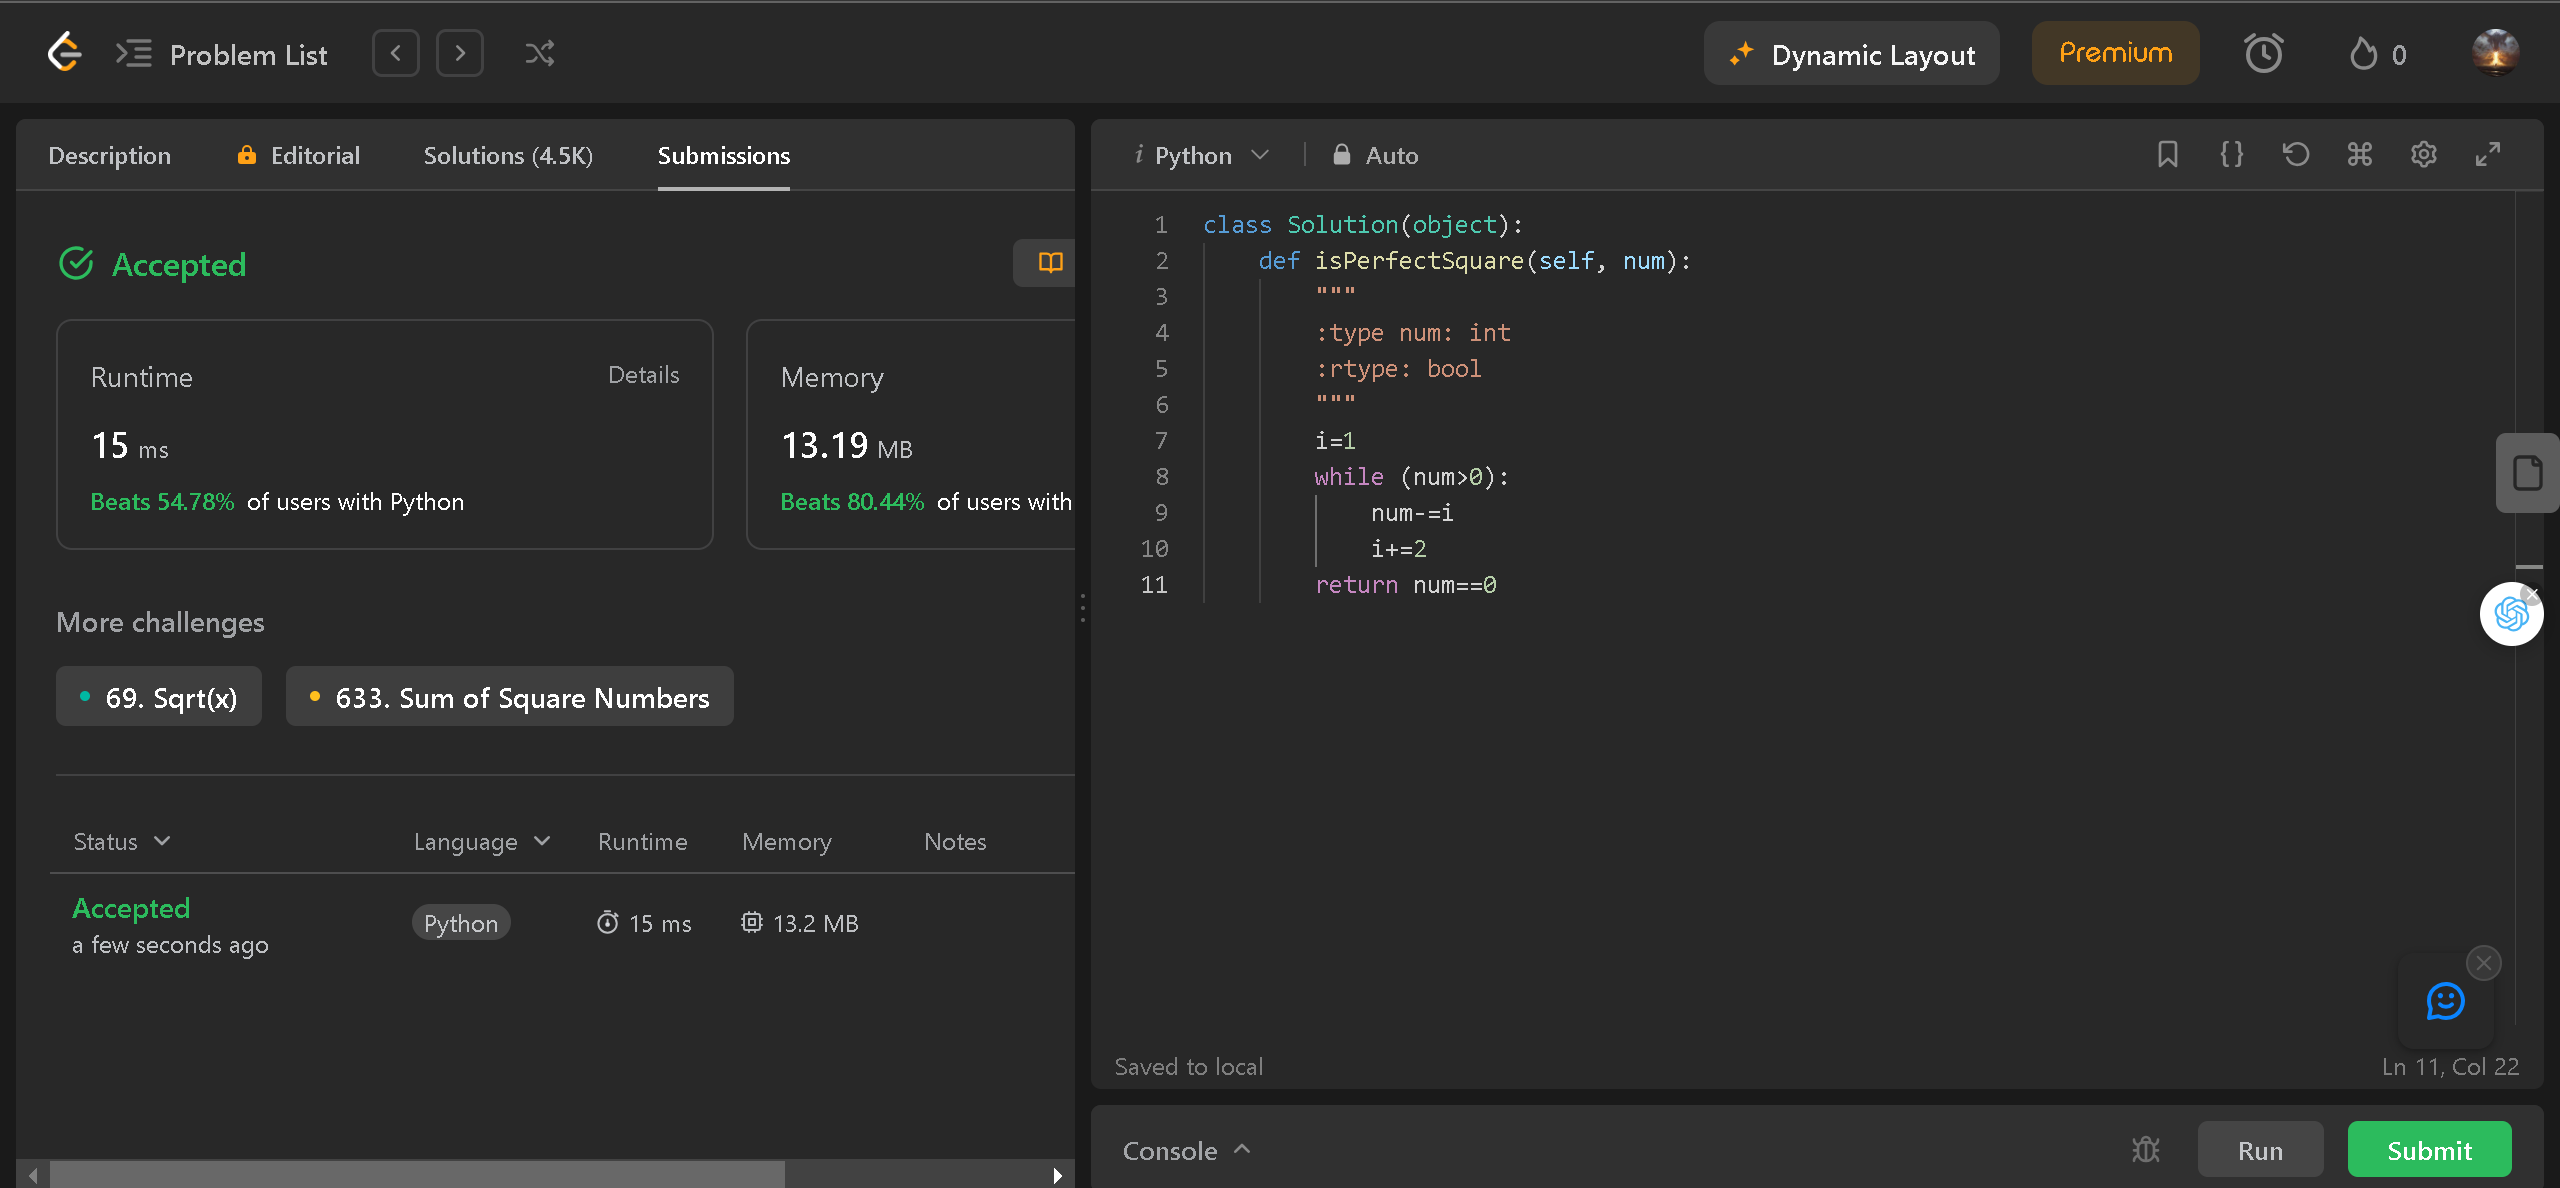 Problem List
Dynamic Layout
Premium
0
Description
Editorial
Solutions (4.5K)
Submissions
Accepted
Runtime
Details
15 ms
Beats 54.78% of users with Python
Memory
13.19 MB
Beats 80.44% of users with
More challenges
69. Sqrt(x)
633. Sum of Square Numbers
Status
Language
Runtime
Memory
Notes
Accepted
a few seconds ago
Python
15 ms
13.2 MB
i Python
Auto
1 class Solution(object):
2 def isPerfectSquare(self, num):
3 """
4 :type num: int
5 :rtype: bool
6 """
7 i=1
8 while (num>0):
9 num-=i
10 i+=2
11 return num==0
Saved to local
Ln 11, Col 22
Console
Run
Submit